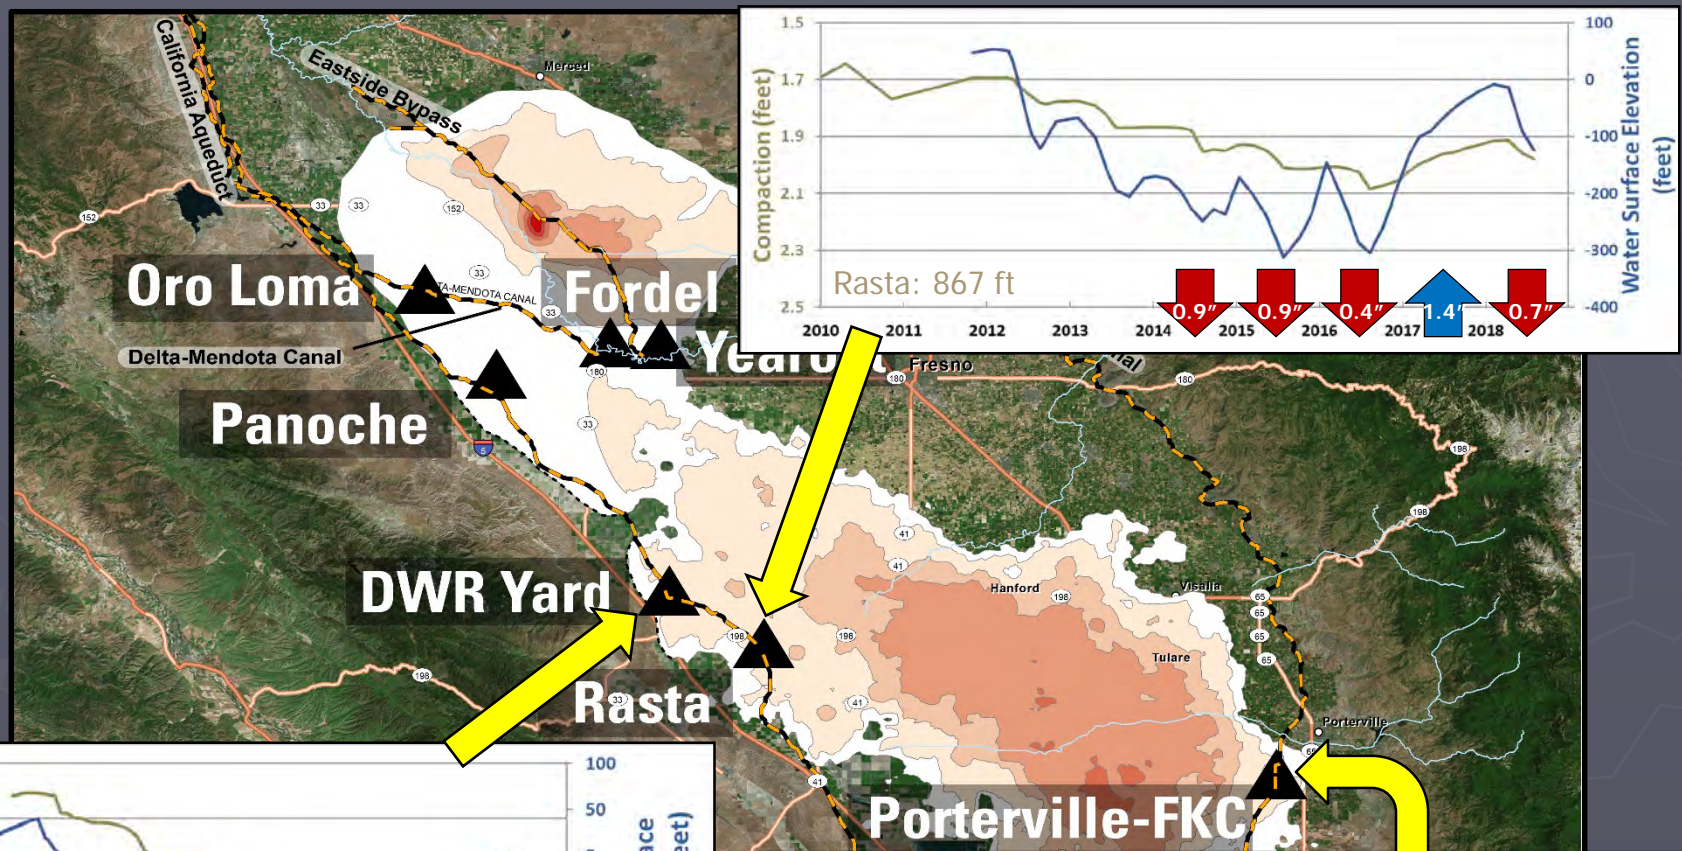 California Aqueduct
Eastside Bypass
Merced
152
33
33
152
33
Oro Loma
TA-MENDOTA CANAL
33
Fordel
Delta-Mendota Canal
180
Panoche
33
5
Fresno
180
180
198
198
41
41
DWR Yard
Hanford
198
Visalia
65
65
65
65
198
198
Tulare
198
33
Rasta
41
Porterville
65
41
Porterville-FKC
1.5
1.7
1.9
2.1
2.3
2.5
Compaction (feet)
100
0
-100
-200
-300
-400
Water Surface Elevation
(feet)
Rasta: 867 ft
0.9”
0.9”
0.4”
1.4”
0.7”
2010 2011 2012 2013 2014 2015 2016 2017 2018
100
50